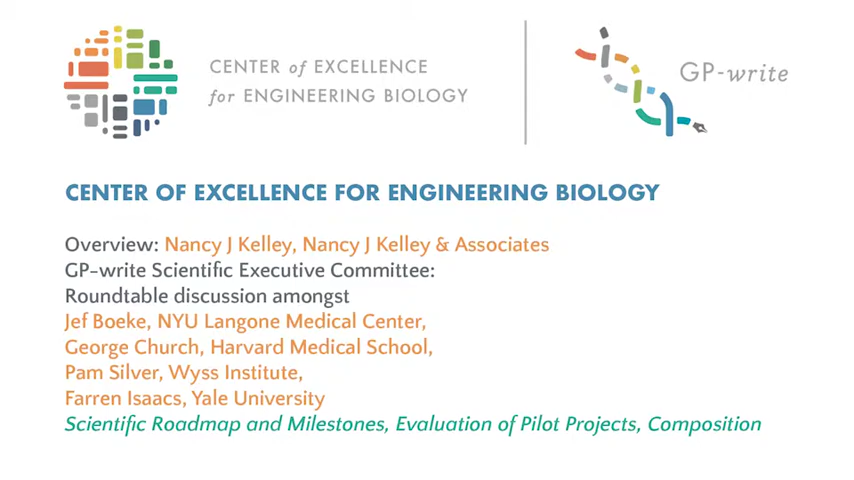 CENTER of EXCELLENCE
for ENGINEERING BIOLOGY
GP-write
CENTER OF EXCELLENCE FOR ENGINEERING BIOLOGY
Overview: Nancy J Kelley, Nancy J Kelley & Associates
GP-write Scientific Executive Committee:
Roundtable discussion amongst
Jef Boeke, NYU Langone Medical Center,
George Church, Harvard Medical School,
Pam Silver, Wyss Institute,
Farren Isaacs, Yale University
Scientific Roadmap and Milestones, Evaluation of Pilot Projects, Composition